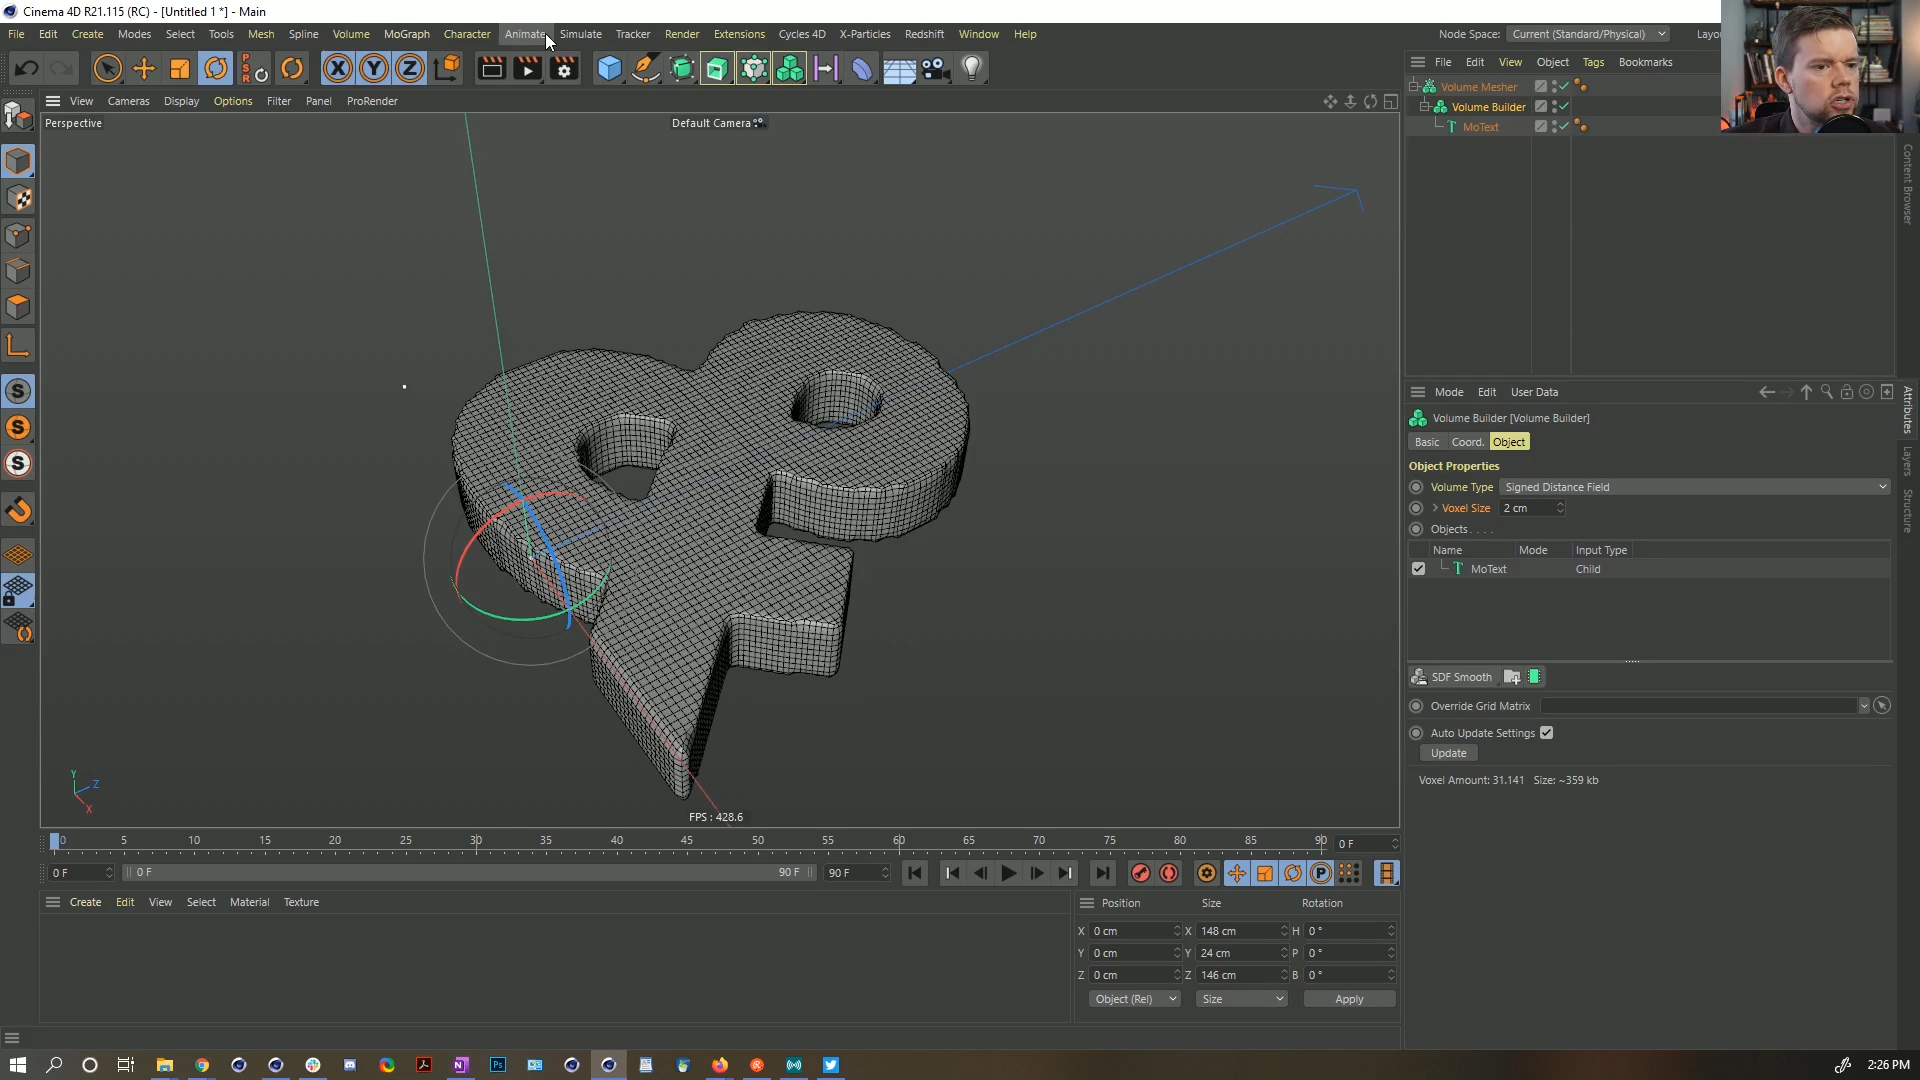 Cinema 4D R21.115 (RC) - [Untitled 1 *] - Main
File Edit Create Modes Select Tools Mesh Spline Volume MoGraph Character Animate Simulate Tracker Render Extensions X-Particles Cycles 4D Redshift Window Help
Node Space: Current (Standard/Physical) Layou
File Edit View Object Tags Bookmarks
View Cameras Display Options Filter Panel ProRender
Perspective
Default Camera
Volume Mesher
Volume Builder
MoText
Content Browser
Mode Edit User Data
Attributes
Layers
Structure
Volume Builder [Volume Builder]
Basic Coord. Object
Object Properties
Volume Type Signed Distance Field
Voxel Size 2 cm
Objects . . . .
Name Mode Input Type
MoText Child
SDF Smooth
Override Grid Matrix
Auto Update Settings
Update
Voxel Amount: 31.141 Size: ~359 kb
Y
Z
X
FPS : 428.6
0 5 10 15 20 25 30 35 40 45 50 55 60 65 70 75 80 85 90 0 F
0 F 0 F 90 F 90 F
Create Edit View Select Material Texture
Position Size Rotation
X 0 cm X 148 cm H 0 °
Y 0 cm Y 24 cm P 0 °
Z 0 cm Z 146 cm B 0 °
Object (Rel) Size Apply
2:26 PM